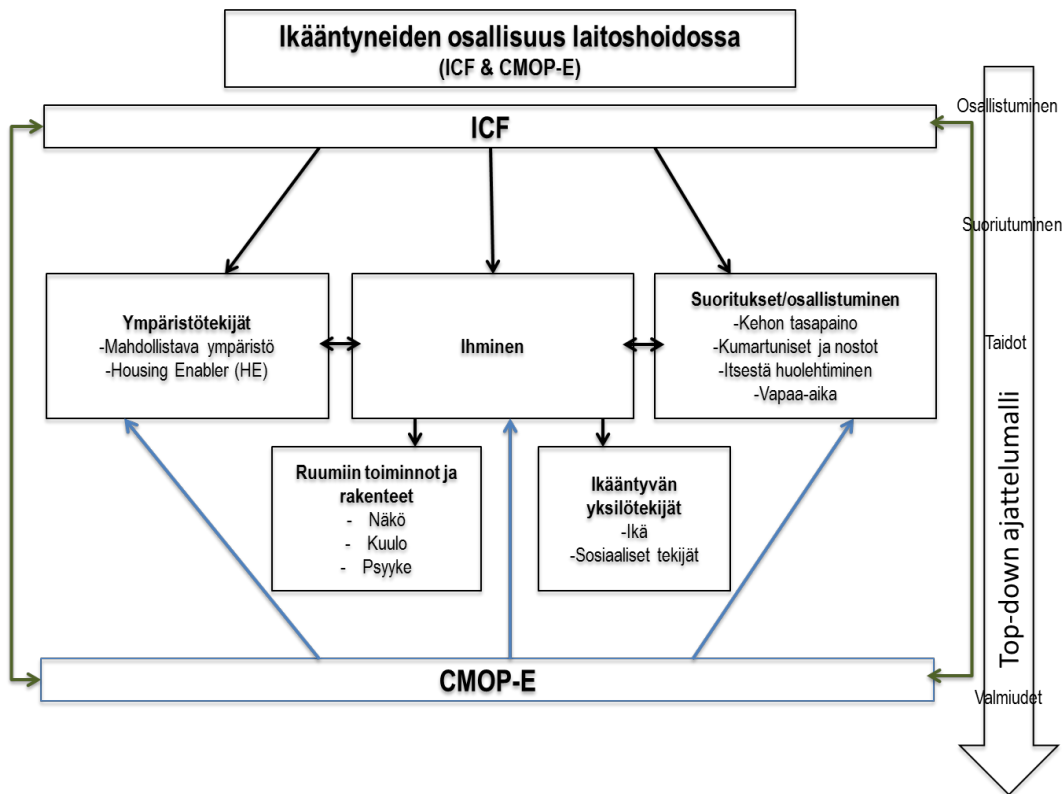 Ikääntyneiden osallisuus laitoshoidossa
(ICF & CMOP-E)
ICF
Ympäristötekijät
-Mahdollistava ympäristö
-Housing Enabler (HE)
Ihminen
Suoritukset/osallistuminen
-Kehon tasapaino
-Kumartuniset ja nostot
-Itsestä huolehtiminen
-Vapaa-aika
Ruumiin toiminnot ja
rakenteet
- Näkö
- Kuulo
- Psyyke
Ikääntyvän
yksilötekijät
-Ikä
-Sosiaaliset tekijät
CMOP-E
Osallistuminen
Suoriutuminen
Taidot
Valmiudet
Top-down ajattelumalli